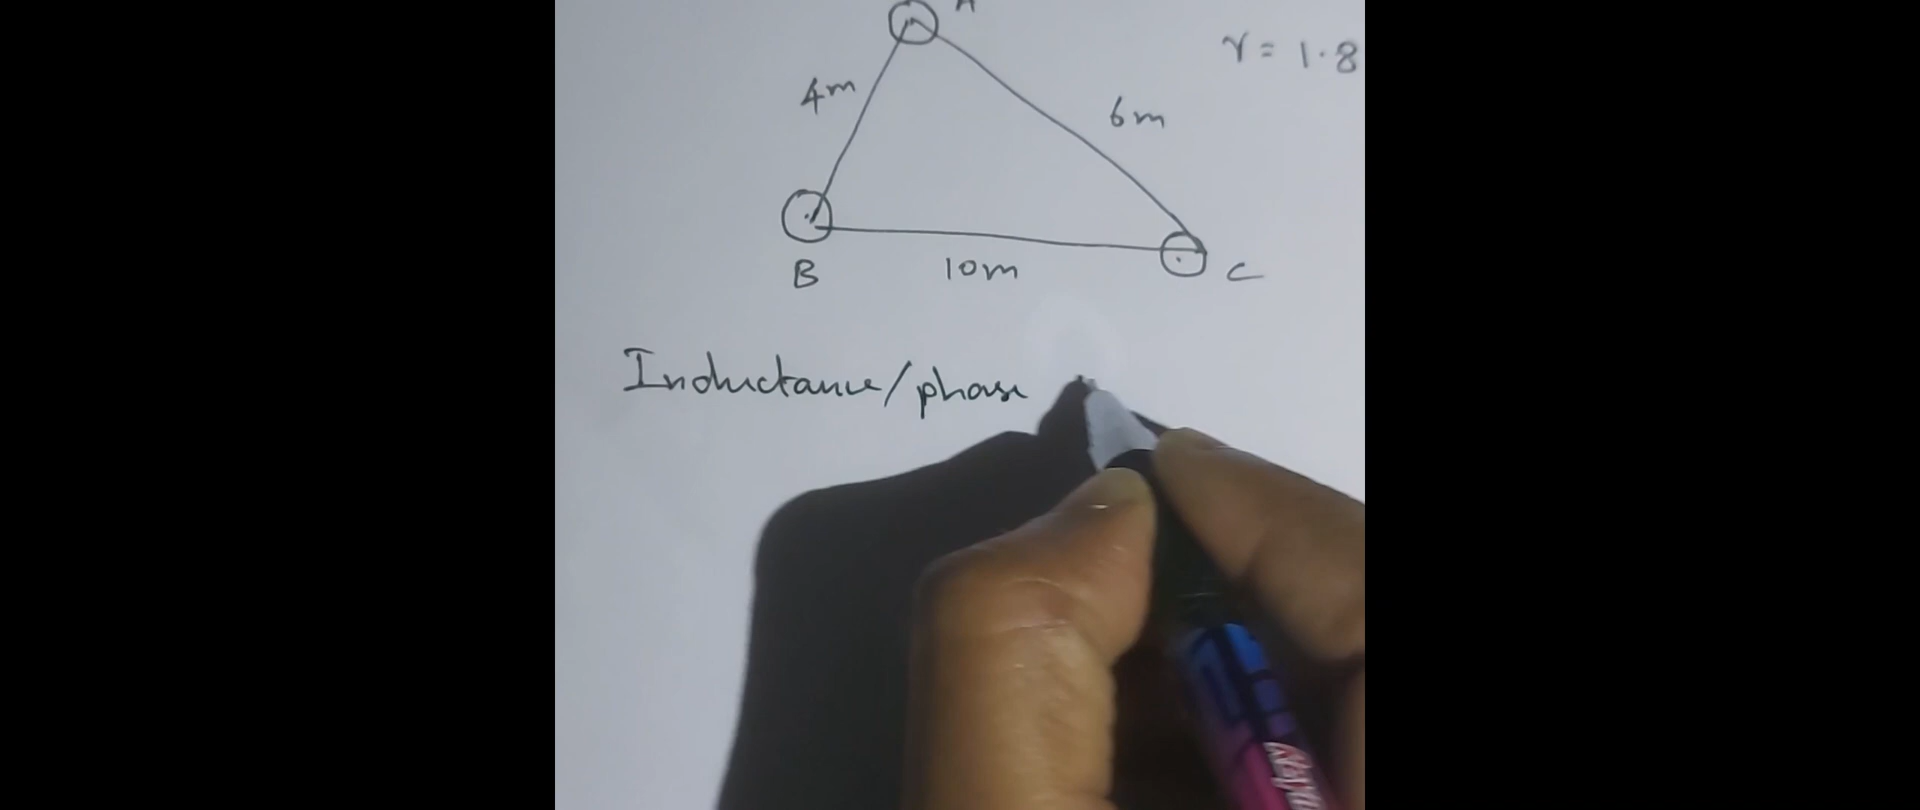 A
r = 1.8
4m
6m
B
10m
C
Inductance/phase